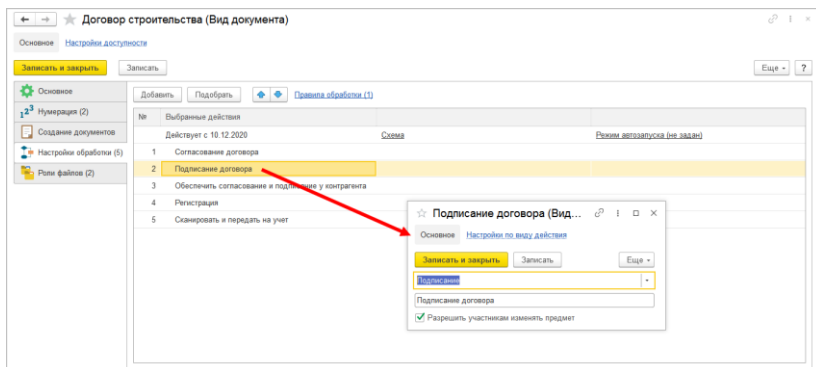 Договор строительства (Вид документа)
Основное Настройки доступности
Записать и закрыть Записать Еще ?
Основное
Нумерация (2)
Создание документов
Настройки обработки (5)
Роли файлов (2)
Добавить Подобрать Правила обработки (1)
№ Выбранные действия
Действует с 10.12.2020 Схема Режим автозапуска (не задан)
1 Согласование договора
2 Подписание договора
3 Обеспечить согласование и подписание у контрагента
4 Регистрация
5 Сканировать и передать на учет
Подписание договора (Вид...
Основное Настройки по виду действия
Записать и закрыть Записать Еще
Подписание
Подписание договора
Разрешить участникам изменять предмет